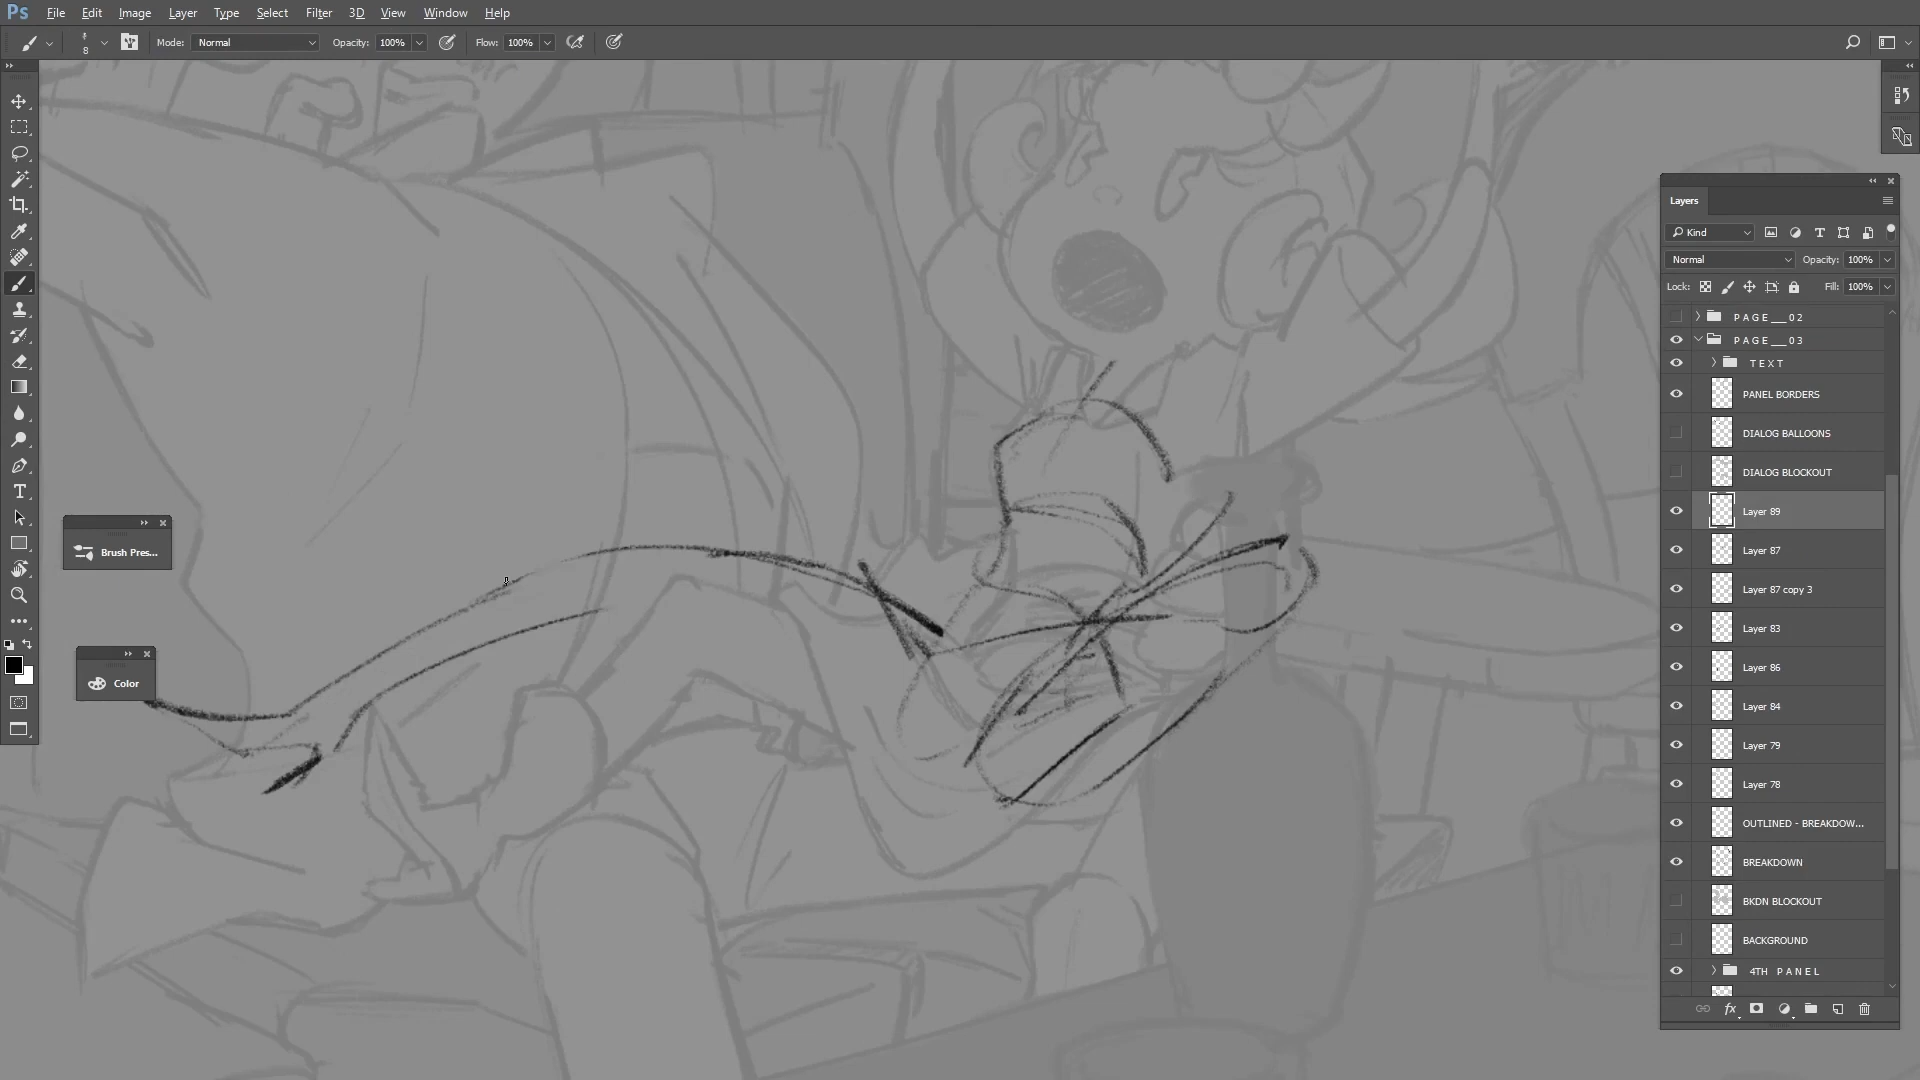 Ps File Edit Image Layer Type Select Filter 3D View Window Help
8 Mode: Normal Opacity: 100% Flow: 100%
Layers
Kind
Normal Opacity: 100%
Lock: Fill: 100%
PAGE__02
PAGE__03
TEXT
PANEL BORDERS
DIALOG BALLOONS
DIALOG BLOCKOUT
Layer 89
Layer 87
Layer 87 copy 3
Layer 83
Layer 86
Layer 84
Layer 79
Layer 78
OUTLINED - BREAKDOW...
BREAKDOWN
BKDN BLOCKOUT
BACKGROUND
4TH PANEL
fx
Brush Pres...
Color